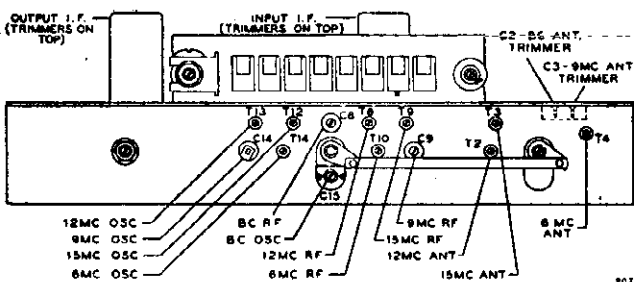 OUTPUT I.F.
(TRIMMERS ON
TOP)
INPUT I.F.
(TRIMMERS ON TOP)
C2-BC ANT.
TRIMMER
C3-9MC ANT
TRIMMER
T13
T12
C8
T8
T9
T3
T4
C14
T14
T10
C9
T2
C15
12MC OSC
9MC OSC
15MC OSC
6MC OSC
BC RF
BC OSC
12MC RF
6MC RF
9MC RF
15MC RF
12MC ANT
15MC ANT
6MC
ANT